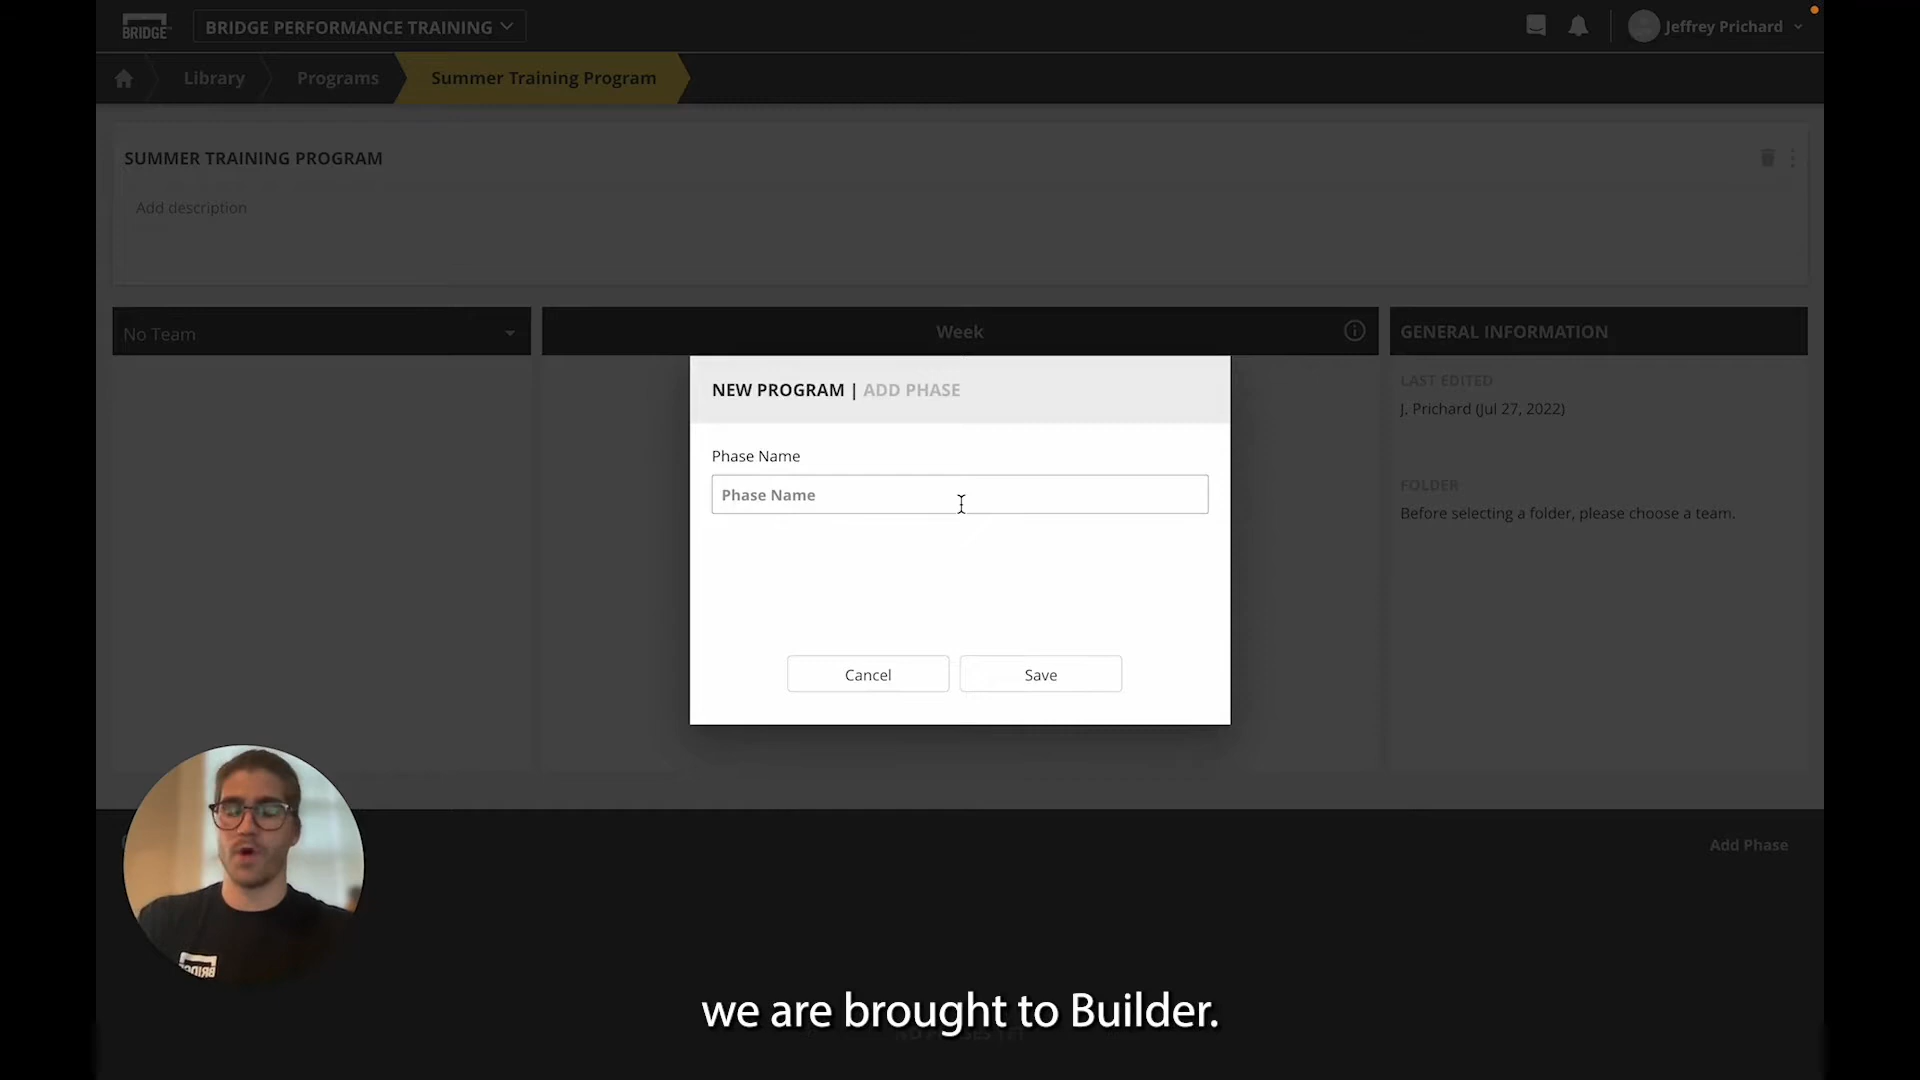 BRIDGE
BRIDGE PERFORMANCE TRAINING
Jeffrey Prichard
Library
Programs
Summer Training Program
SUMMER TRAINING PROGRAM
Add description
No Team
Week
GENERAL INFORMATION
NEW PROGRAM | ADD PHASE
Phase Name
Phase Name
Cancel
Save
LAST EDITED
J. Prichard (Jul 27, 2022)
FOLDER
Before selecting a folder, please choose a team.
Add Phase
BRIDGE
we are brought to Builder.